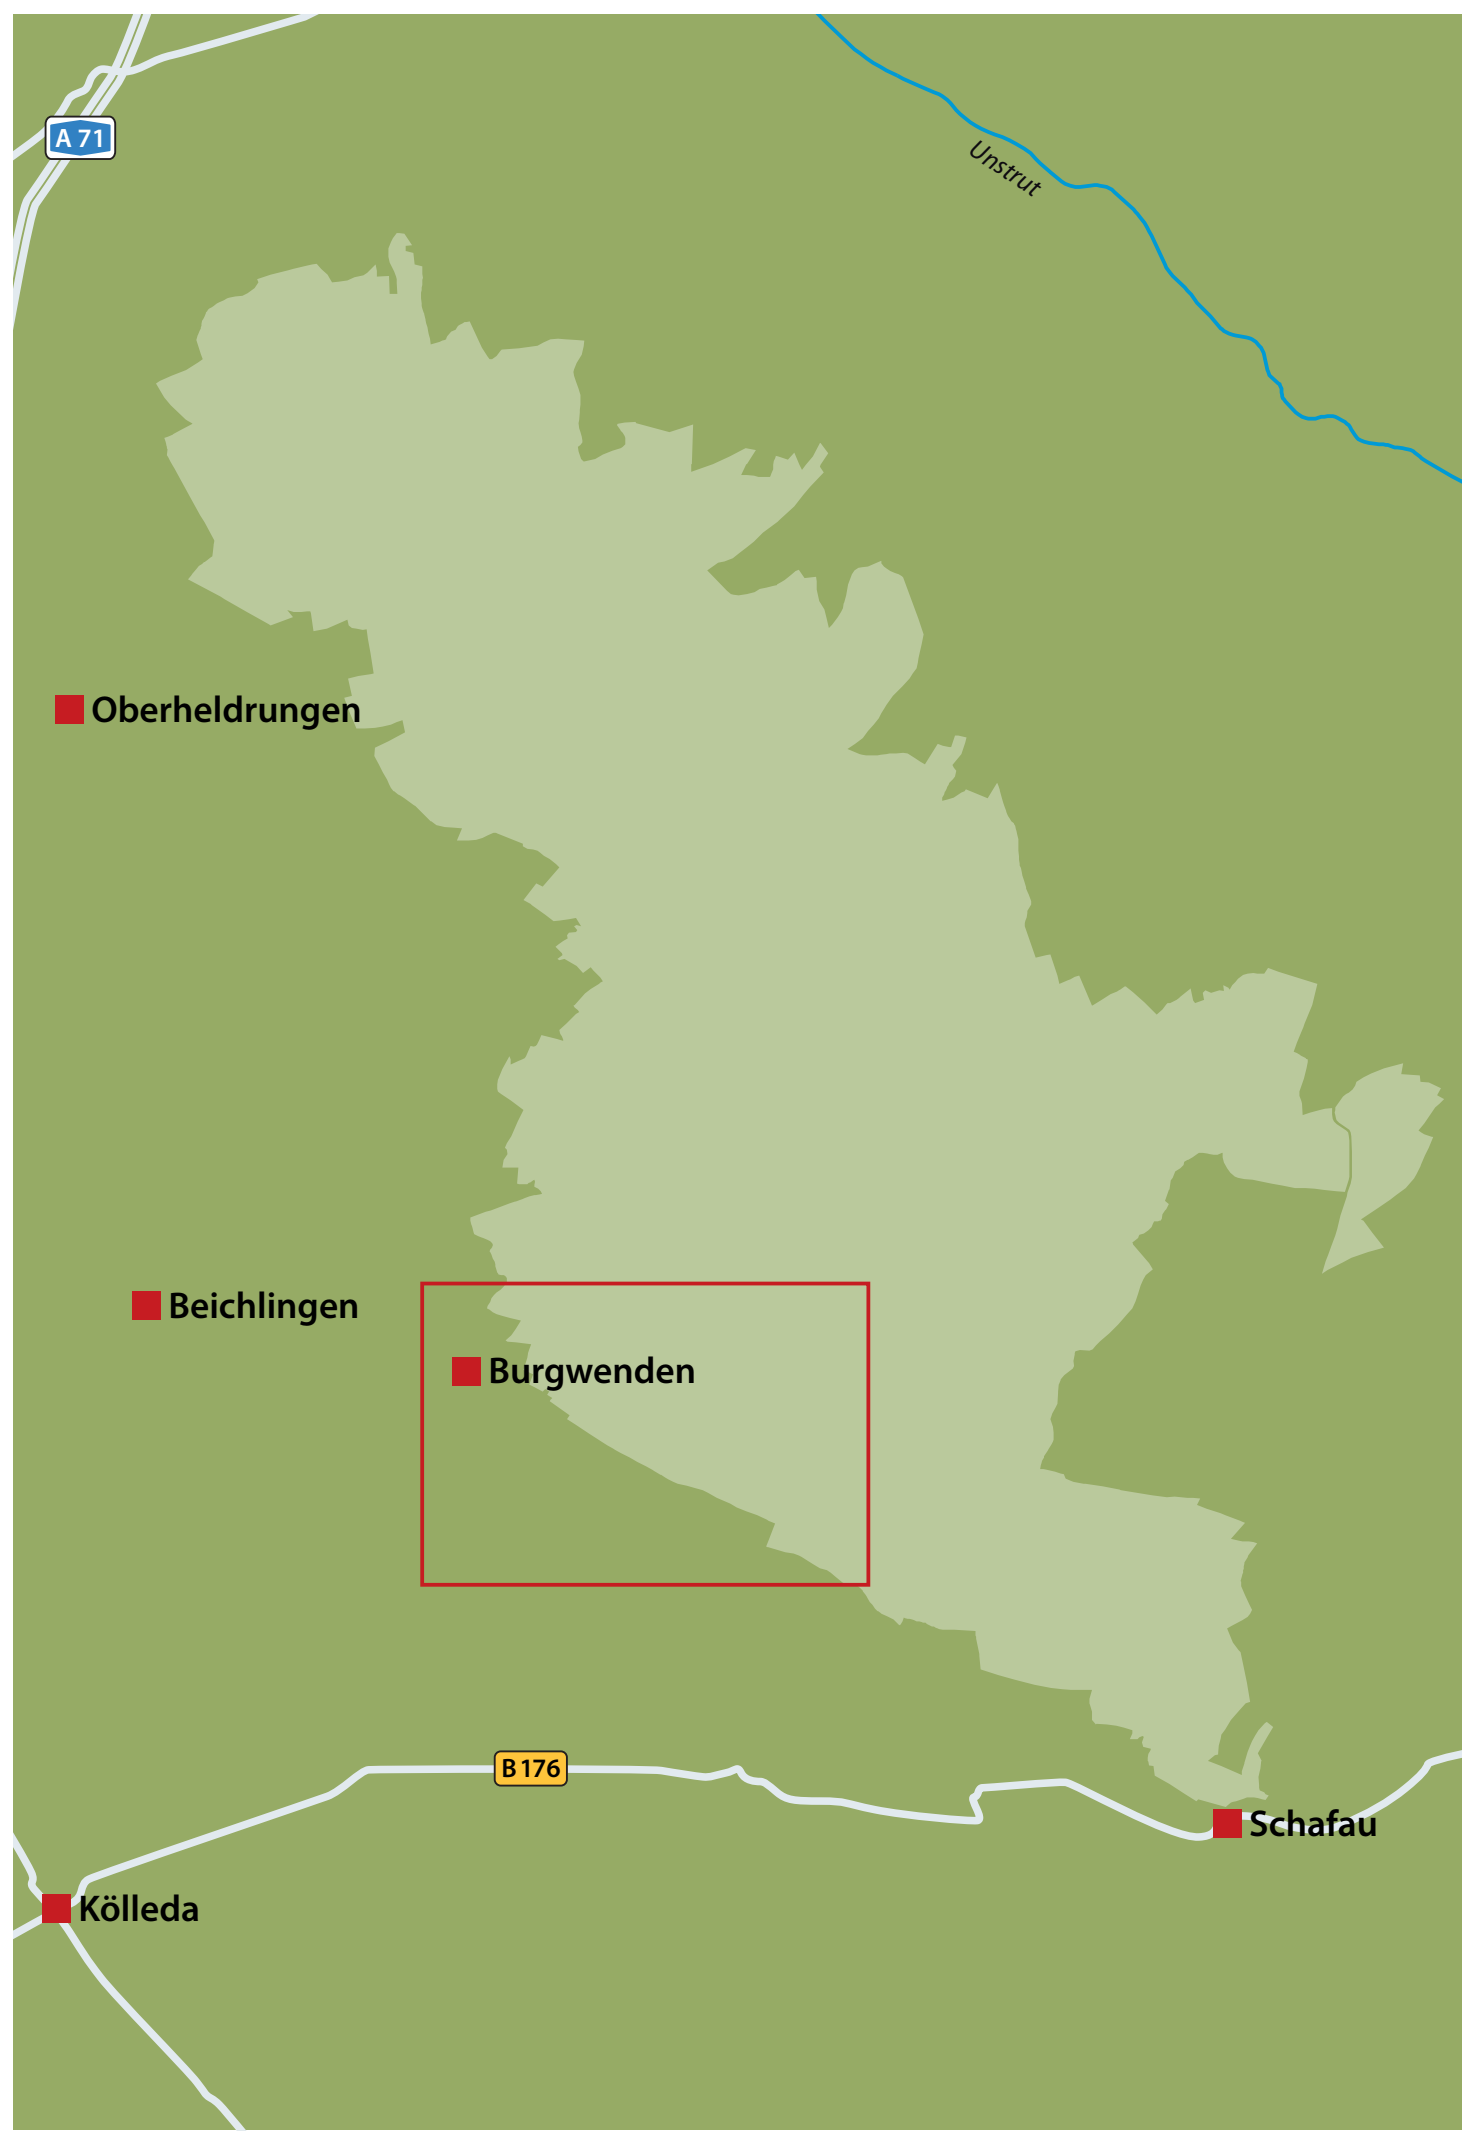 A 71
Unstrut
Oberheldrungen
Beichlingen
Burgwenden
B 176
Schafau
Kölleda